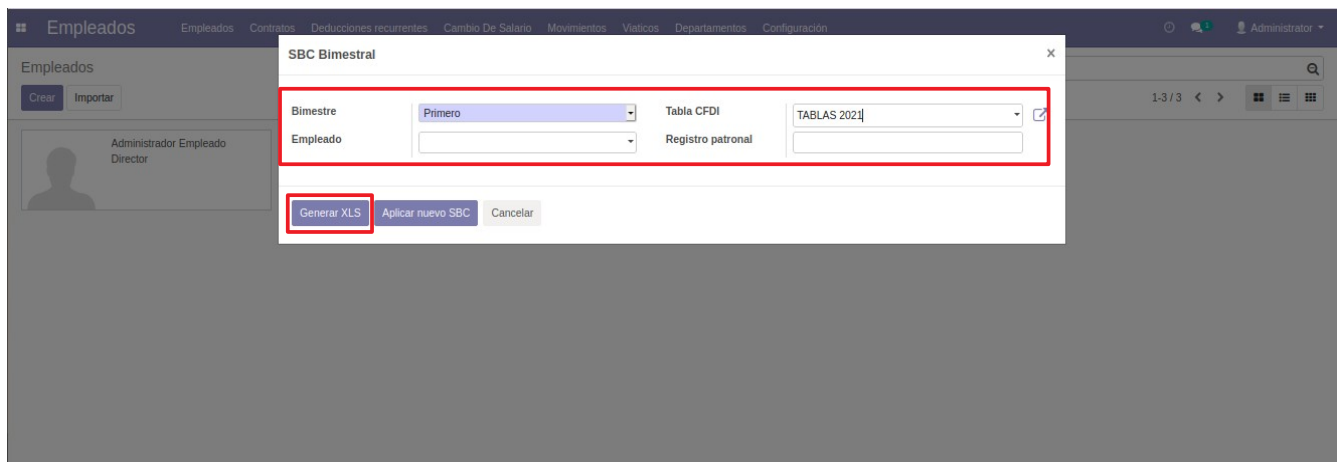 Empleados Empleados Contratos Deducciones recurrentes Cambio De Salario Movimientos Viaticos Departamentos Configuración 1 Administrator
SBC Bimestral x
Empleados
Crear Importar 1-3 / 3
Bimestre Primero Tabla CFDI TABLAS 2021
Empleado Registro patronal
Administrador Empleado
Director
Generar XLS Aplicar nuevo SBC Cancelar